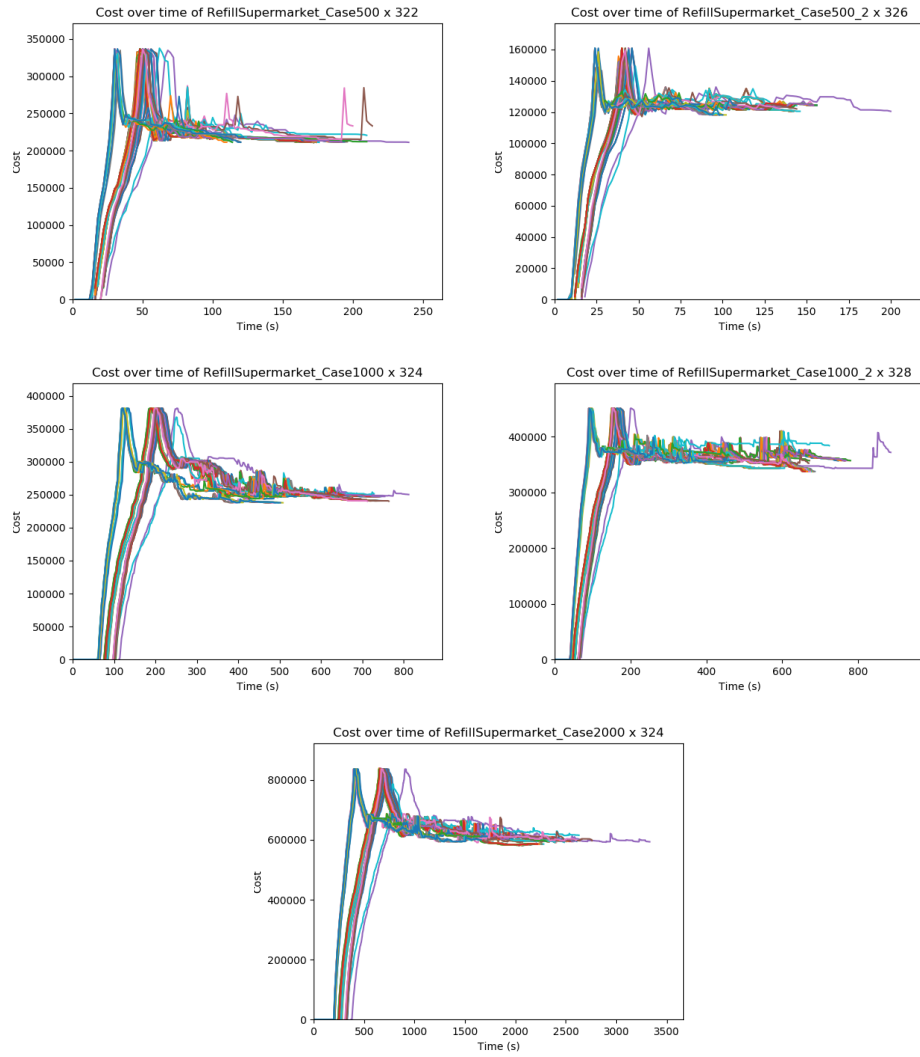 Cost over time of RefillSupermarket_Case500 x 322
350000
300000
250000
200000
150000
100000
50000
0
Cost
0 50 100 150 200 250
Time (s)
Cost over time of RefillSupermarket_Case500_2 x 326
160000
140000
120000
100000
80000
60000
40000
20000
0
Cost
0 25 50 75 100 125 150 175 200
Time (s)
Cost over time of RefillSupermarket_Case1000 x 324
400000
350000
300000
250000
200000
150000
100000
50000
0
Cost
0 100 200 300 400 500 600 700 800
Time (s)
Cost over time of RefillSupermarket_Case1000_2 x 328
400000
300000
200000
100000
0
Cost
0 200 400 600 800
Time (s)
Cost over time of RefillSupermarket_Case2000 x 324
800000
600000
400000
200000
0
Cost
0 500 1000 1500 2000 2500 3000 3500
Time (s)